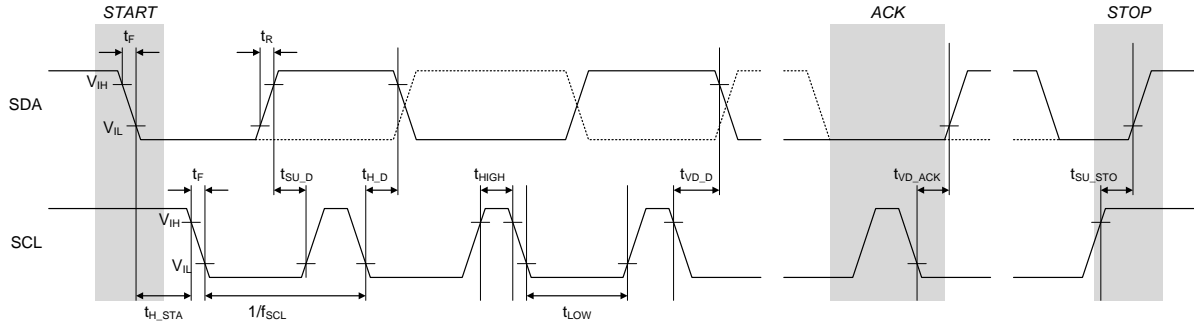 START ACK STOP
tF tR
VIH
SDA
VIL
tF tSU_D tH_D tHIGH tVD_D tVD_ACK tSU_STO
VIH
SCL
VIL
tH_STA 1/fSCL tLOW